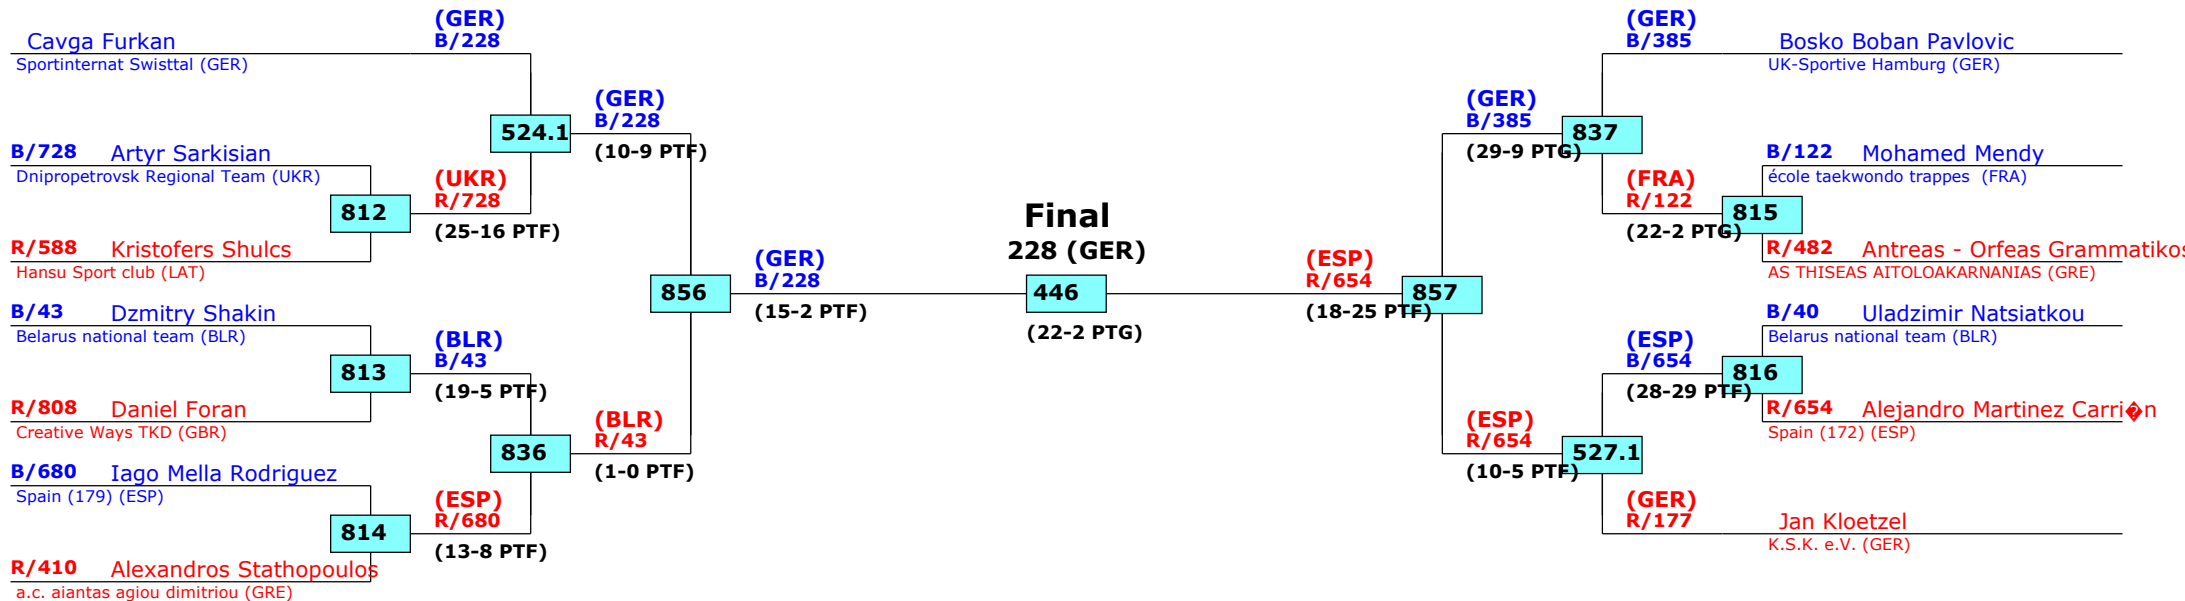 (GER)
B/228
Cavga Furkan
Sportinternat Swisttal (GER)
524.1
(GER)
B/228
(10-9 PTF)
B/728 Artyr Sarkisian
Dnipropetrovsk Regional Team (UKR)
812
(UKR)
R/728
(25-16 PTF)
R/588 Kristofers Shulcs
Hansu Sport club (LAT)
856
(GER)
B/228
(15-2 PTF)
B/43 Dzmitry Shakin
Belarus national team (BLR)
813
(BLR)
B/43
(19-5 PTF)
R/808 Daniel Foran
Creative Ways TKD (GBR)
836
(BLR)
R/43
(1-0 PTF)
B/680 Iago Mella Rodriguez
Spain (179) (ESP)
814
(ESP)
R/680
(13-8 PTF)
R/410 Alexandros Stathopoulos
a.c. aiantas agiou dimitriou (GRE)
Final
228 (GER)
446
(22-2 PTG)
(GER)
B/385
Bosko Boban Pavlovic
UK-Sportive Hamburg (GER)
(GER)
B/385
837
(29-9 PTG)
B/122 Mohamed Mendy
école taekwondo trappes (FRA)
(FRA)
R/122
815
(22-2 PTG)
R/482 Antreas - Orfeas Grammatikos
AS THISEAS AITOLOAKARNANIAS (GRE)
(ESP)
R/654
857
(18-25 PTF)
B/40 Uladzimir Natsiatkou
Belarus national team (BLR)
(ESP)
B/654
816
(28-29 PTF)
R/654 Alejandro Martinez Carri�n
Spain (172) (ESP)
(ESP)
R/654
527.1
(10-5 PTF)
(GER)
R/177
Jan Kloetzel
K.S.K. e.V. (GER)